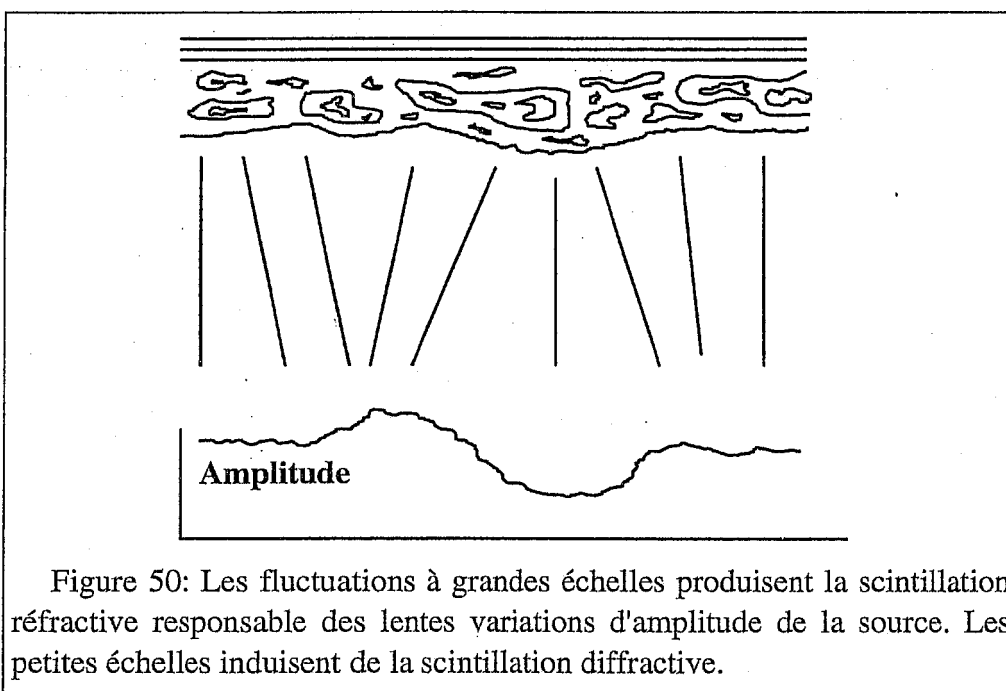 Amplitude
Figure 50: Les fluctuations à grandes échelles produisent la scintillation
réfractive responsable des lentes variations d'amplitude de la source. Les
petites échelles induisent de la scintillation diffractive.